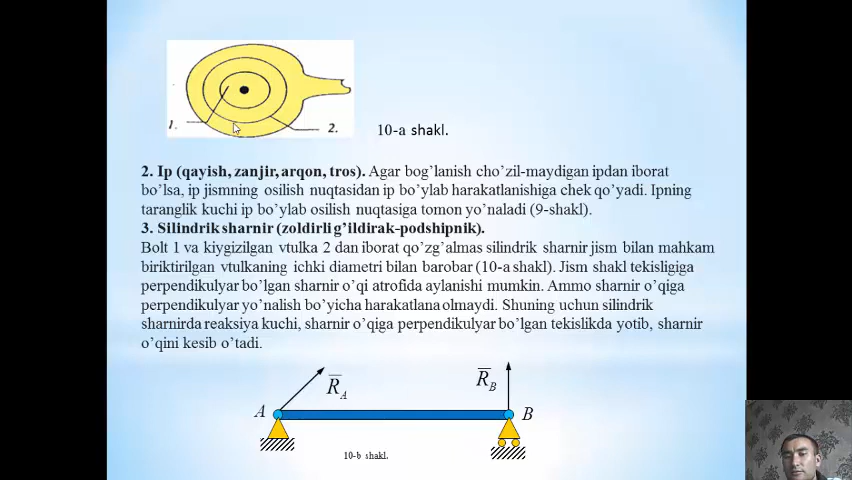 1.
2.
10-a shakl.
2. Ip (qayish, zanjir, arqon, tros). Agar bog’lanish cho’zil-maydigan ipdan iborat
bo’lsa, ip jismning osilish nuqtasidan ip bo’ylab harakatlanishiga chek qo’yadi. Ipning
taranglik kuchi ip bo’ylab osilish nuqtasiga tomon yo’naladi (9-shakl).
3. Silindrik sharnir (zoldirli g’ildirak-podshipnik).
Bolt 1 va kiygizilgan vtulka 2 dan iborat qo’zg’almas silindrik sharnir jism bilan mahkam
biriktirilgan vtulkaning ichki diametri bilan barobar (10-a shakl). Jism shakl tekisligiga
perpendikulyar bo’lgan sharnir o’qi atrofida aylanishi mumkin. Ammo sharnir o’qiga
perpendikulyar yo’nalish bo’yicha harakatlana olmaydi. Shuning uchun silindrik
sharnirda reaksiya kuchi, sharnir o’qiga perpendikulyar bo’lgan tekislikda yotib, sharnir
o’qini kesib o’tadi.
R̅_A
R̅_B
A
B
10-b shakl.